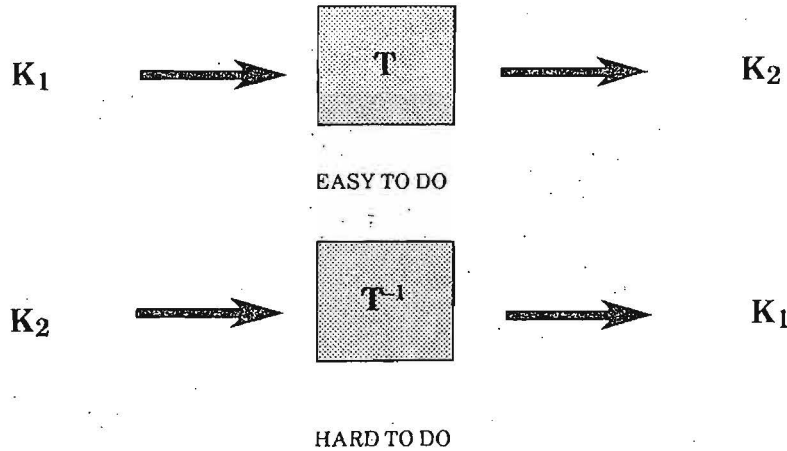 K₁ T K₂
EASY TO DO
K₂ T⁻¹ K₁
HARD TO DO